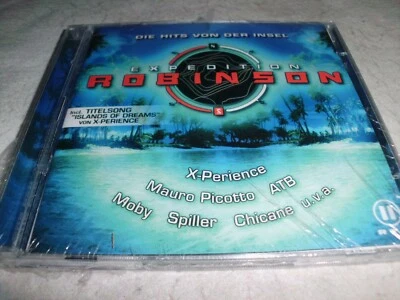 DIE HITS VON DER INSEL
EXPEDITION
ROBINSON
incl. TITELSONG
"ISLANDS OF DREAMS"
VON X-PERIENCE
X-Perience
Mauro Picotto ATB
Moby Spiller Chicane u.v.a.